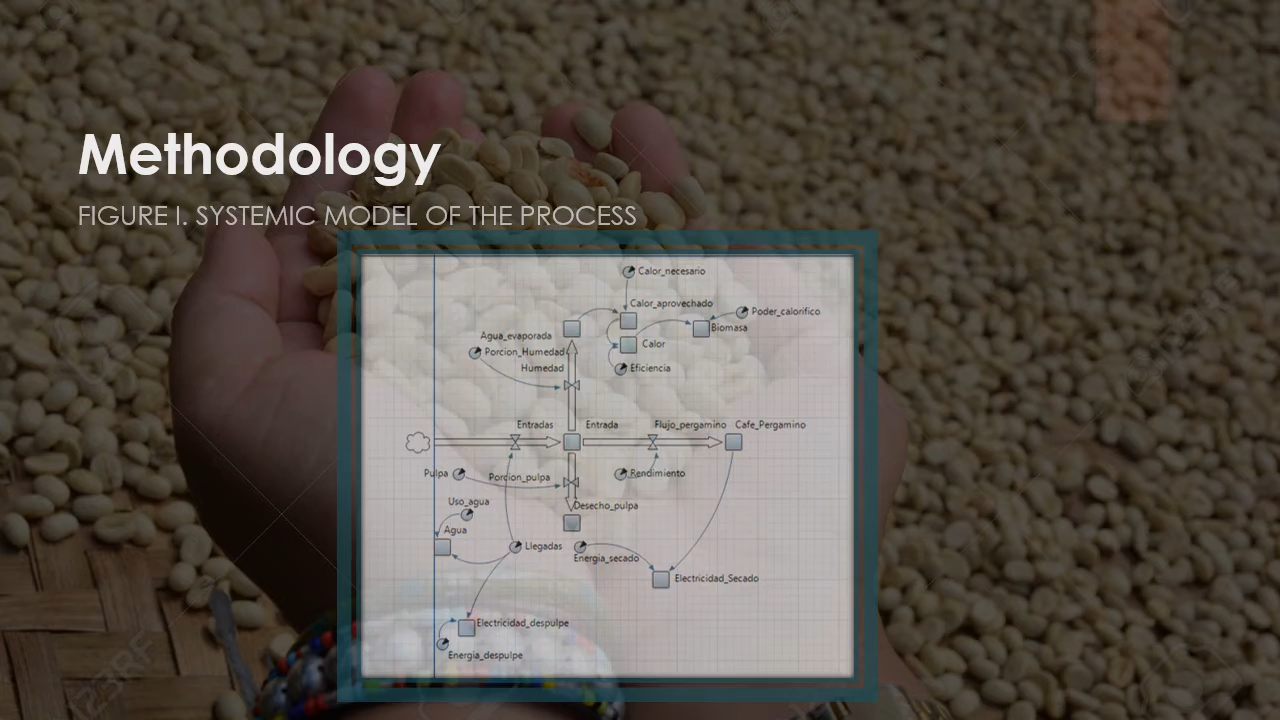 Methodology
FIGURE I. SYSTEMIC MODEL OF THE PROCESS
Calor_necesario
Calor_aprovechado
Poder_calorifico
Agua_evaporada
Biomasa
Porcion_Humedad
Calor
Humedad
Eficiencia
Entradas
Entrada
Flujo_pergamino
Cafe_Pergamino
Pulpa
Porcion_pulpa
Rendimiento
Uso_agua
Desecho_pulpa
Agua
Llegadas
Energia_secado
Electricidad_Secado
Electricidad_despulpe
Energia_despulpe